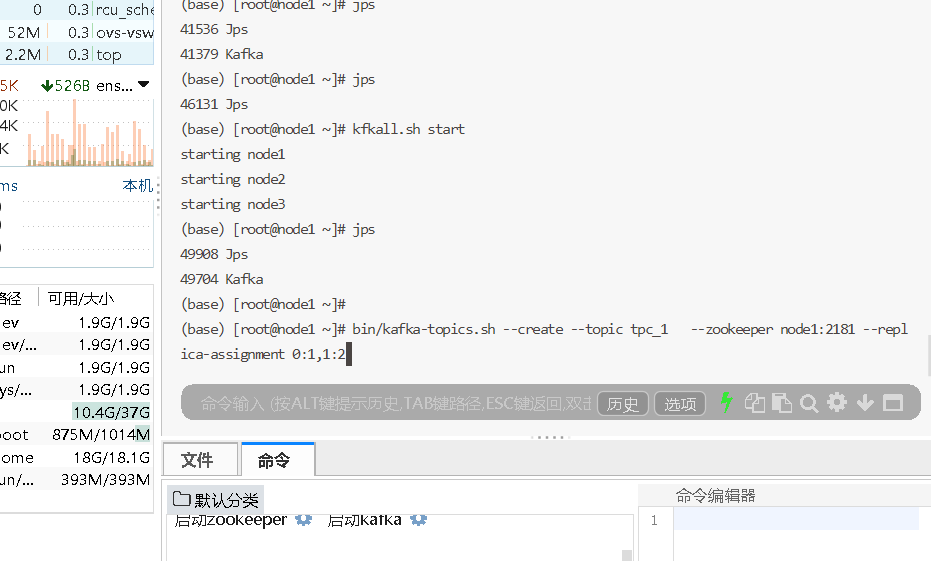 0 0.3 rcu_sche
52M 0.3 ovs-vsw
2.2M 0.3 top
5K 526B ens...
0K
4K
K
ms 本机
路径 可用/大小
ev 1.9G/1.9G
ev/... 1.9G/1.9G
un 1.9G/1.9G
ys/... 1.9G/1.9G
10.4G/37G
oot 875M/1014M
ome 18G/18.1G
un/... 393M/393M
(base) [root@node1 ~]# jps
41536 Jps
41379 Kafka
(base) [root@node1 ~]# jps
46131 Jps
(base) [root@node1 ~]# kfkall.sh start
starting node1
starting node2
starting node3
(base) [root@node1 ~]# jps
49908 Jps
49704 Kafka
(base) [root@node1 ~]#
(base) [root@node1 ~]# bin/kafka-topics.sh --create --topic tpc_1 --zookeeper node1:2181 --repl
ica-assignment 0:1,1:2
命令输入 (按ALT键提示历史,TAB键路径,ESC键返回,双击 历史 选项
文件 命令
默认分类
启动zookeeper 启动kafka
命令编辑器
1